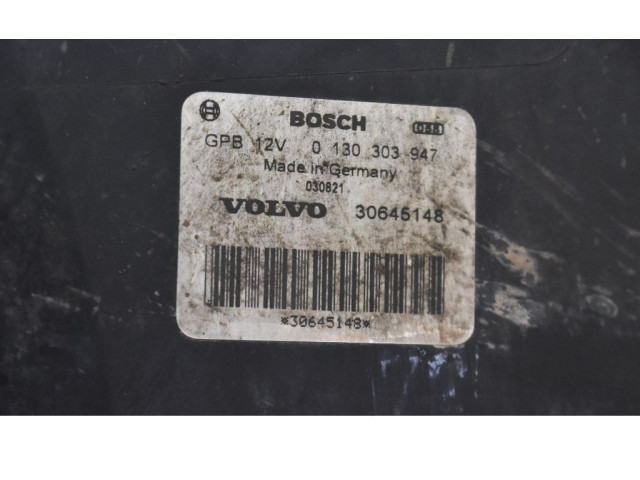 BOSCH
GPB 12V 0 130 303 947
Made in Germany
030821
VOLVO 30645148
*30645148*